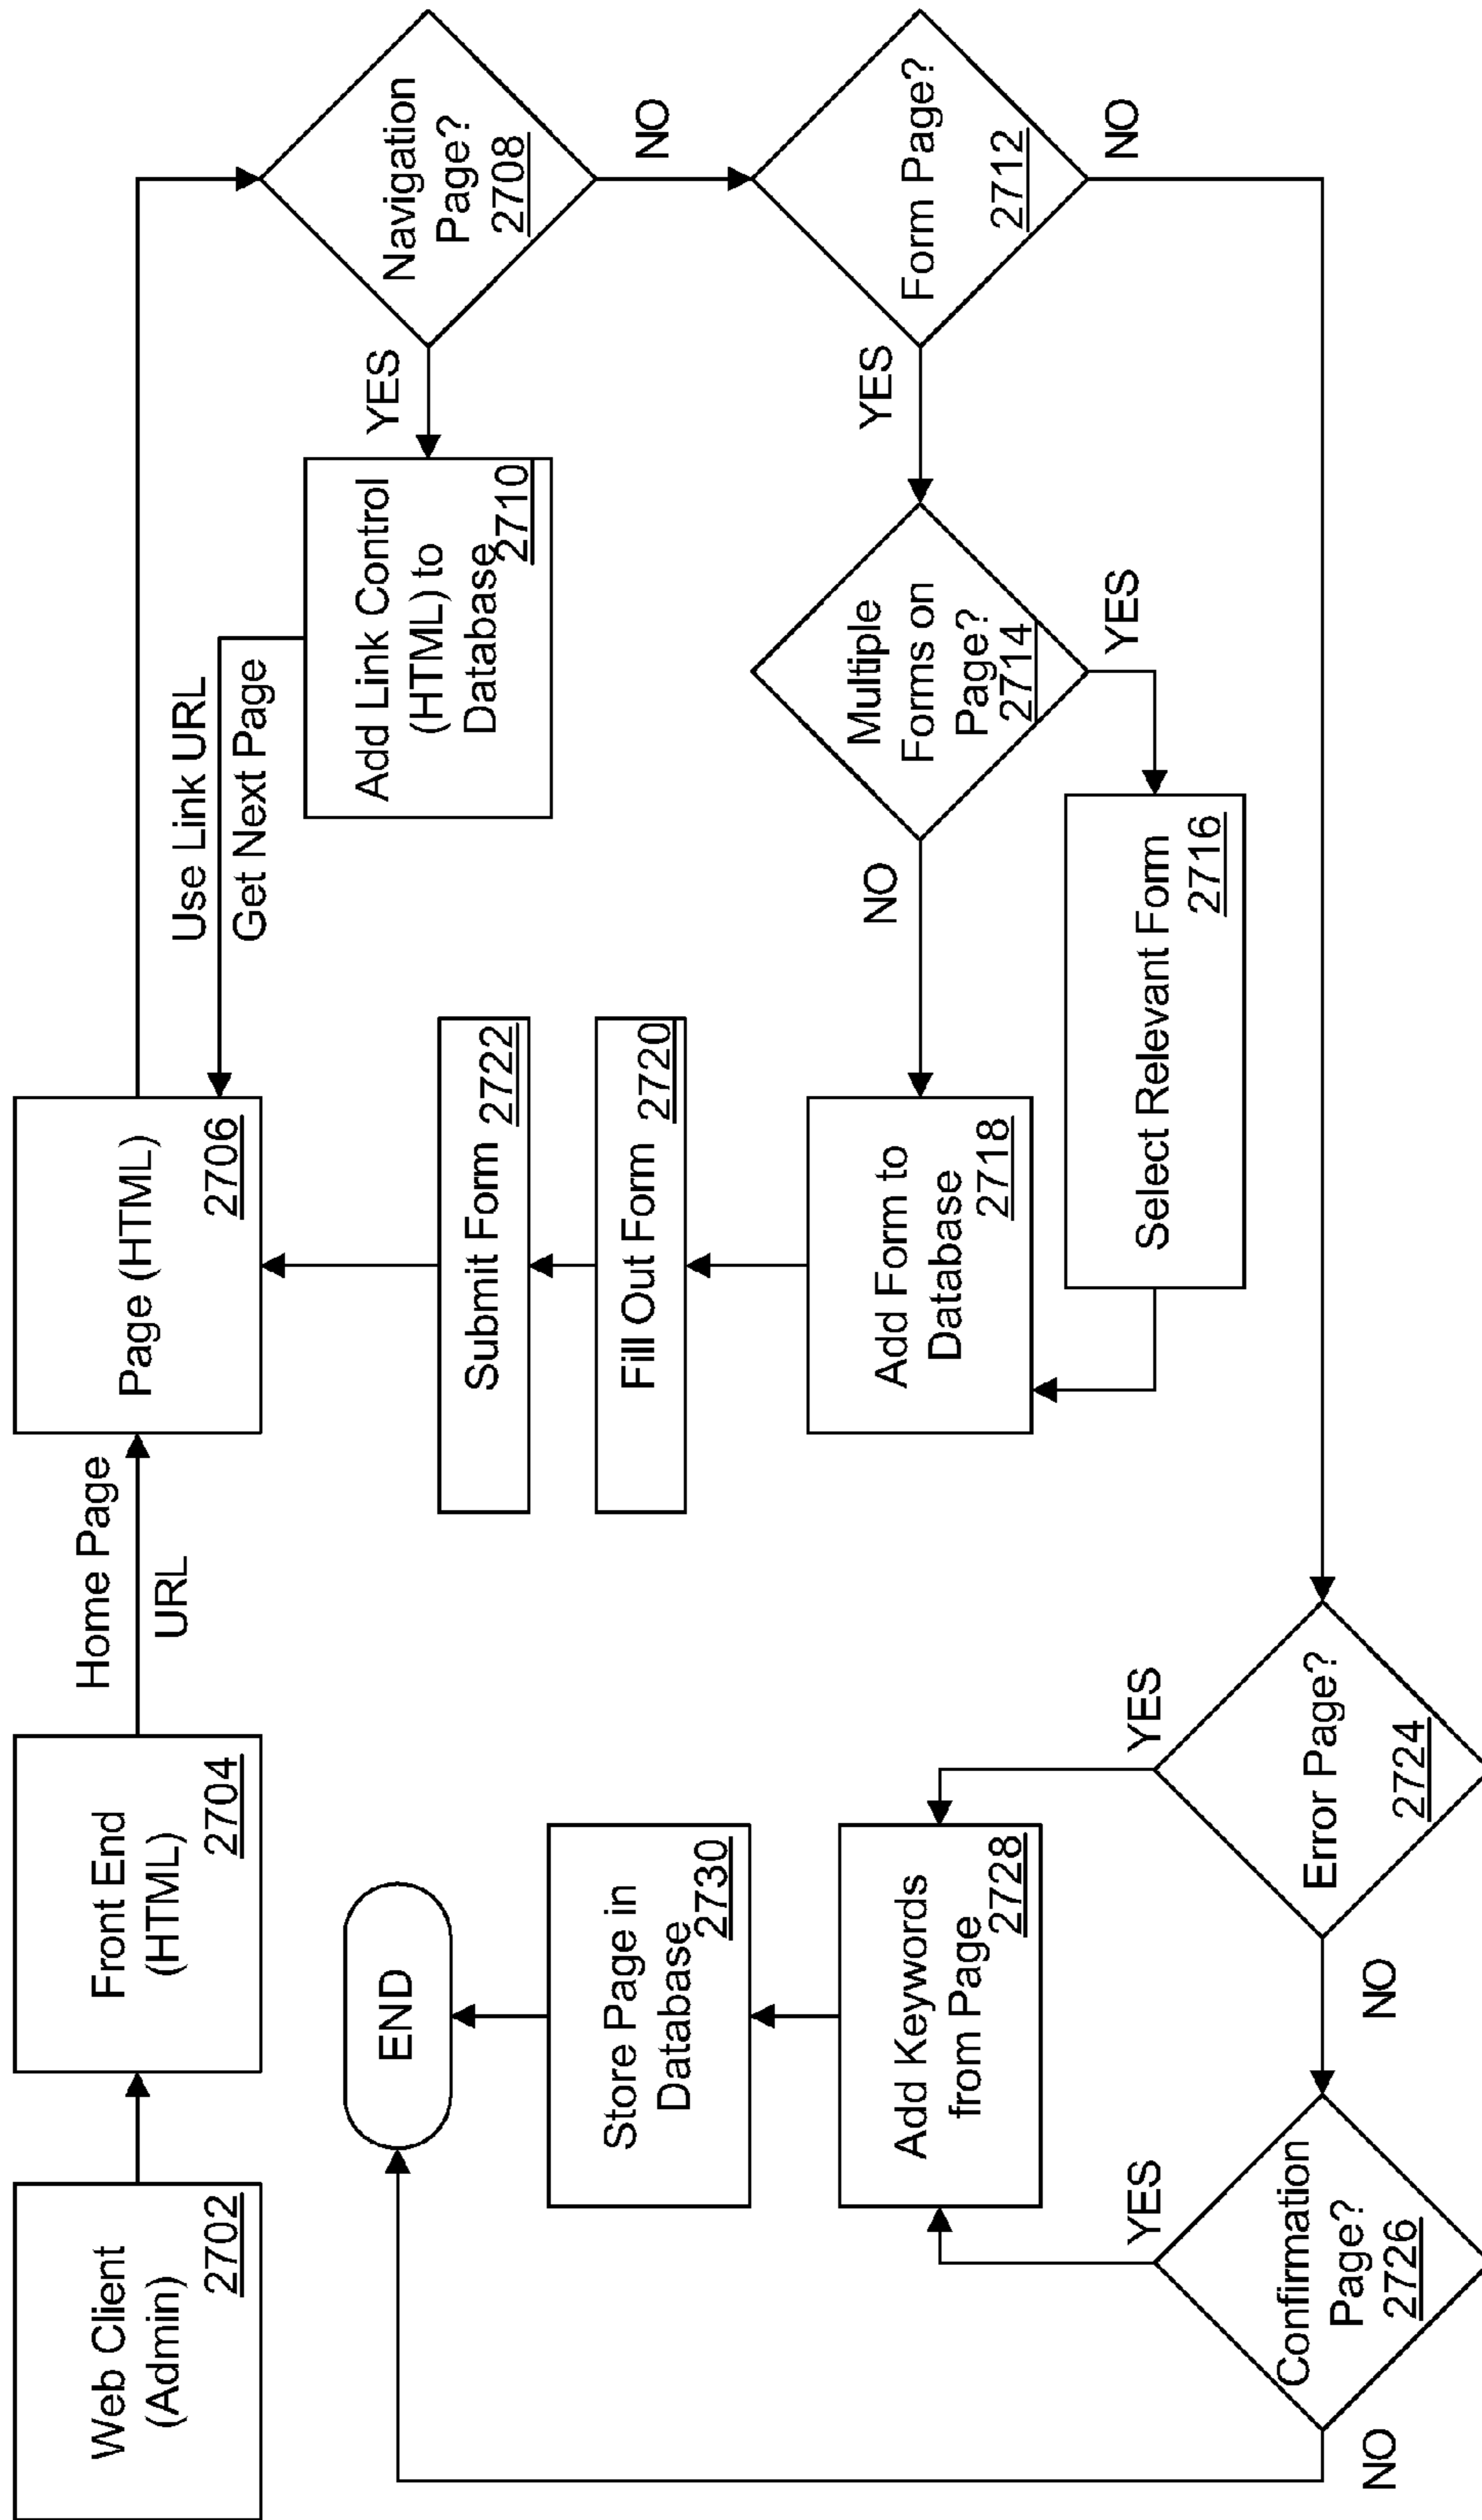 Web Client
(Admin)
2702
Front End
(HTML)
2704
Home Page
URL
Page (HTML)
2706
Use Link URL
Get Next Page
Navigation
Page?
2708
YES
NO
Add Link Control
(HTML) to
Database
2710
Form Page?
2712
YES
NO
Multiple
Forms on
Page?
2714
NO
YES
Select Relevant Form
2716
Add Form to
Database
2718
Fill Out Form 2720
Submit Form 2722
Error Page?
2724
YES
NO
Confirmation
Page?
2726
YES
NO
Add Keywords
from Page
2728
Store Page in
Database
2730
END